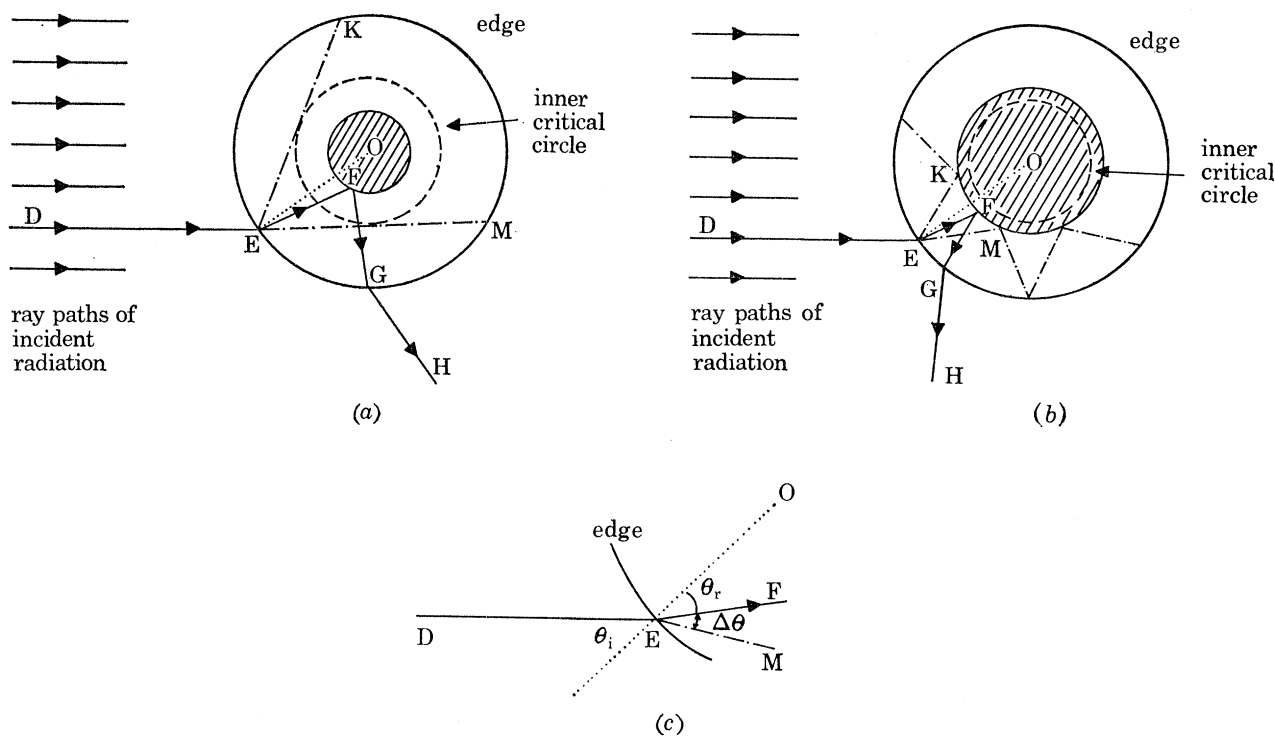 K
edge
inner
critical
circle
O
F
D
E
M
G
ray paths of
incident
radiation
H
(a)
edge
inner
critical
circle
O
K
F
D
E
M
G
ray paths of
incident
radiation
H
(b)
O
edge
θr
F
Δθ
D
θi
E
M
(c)